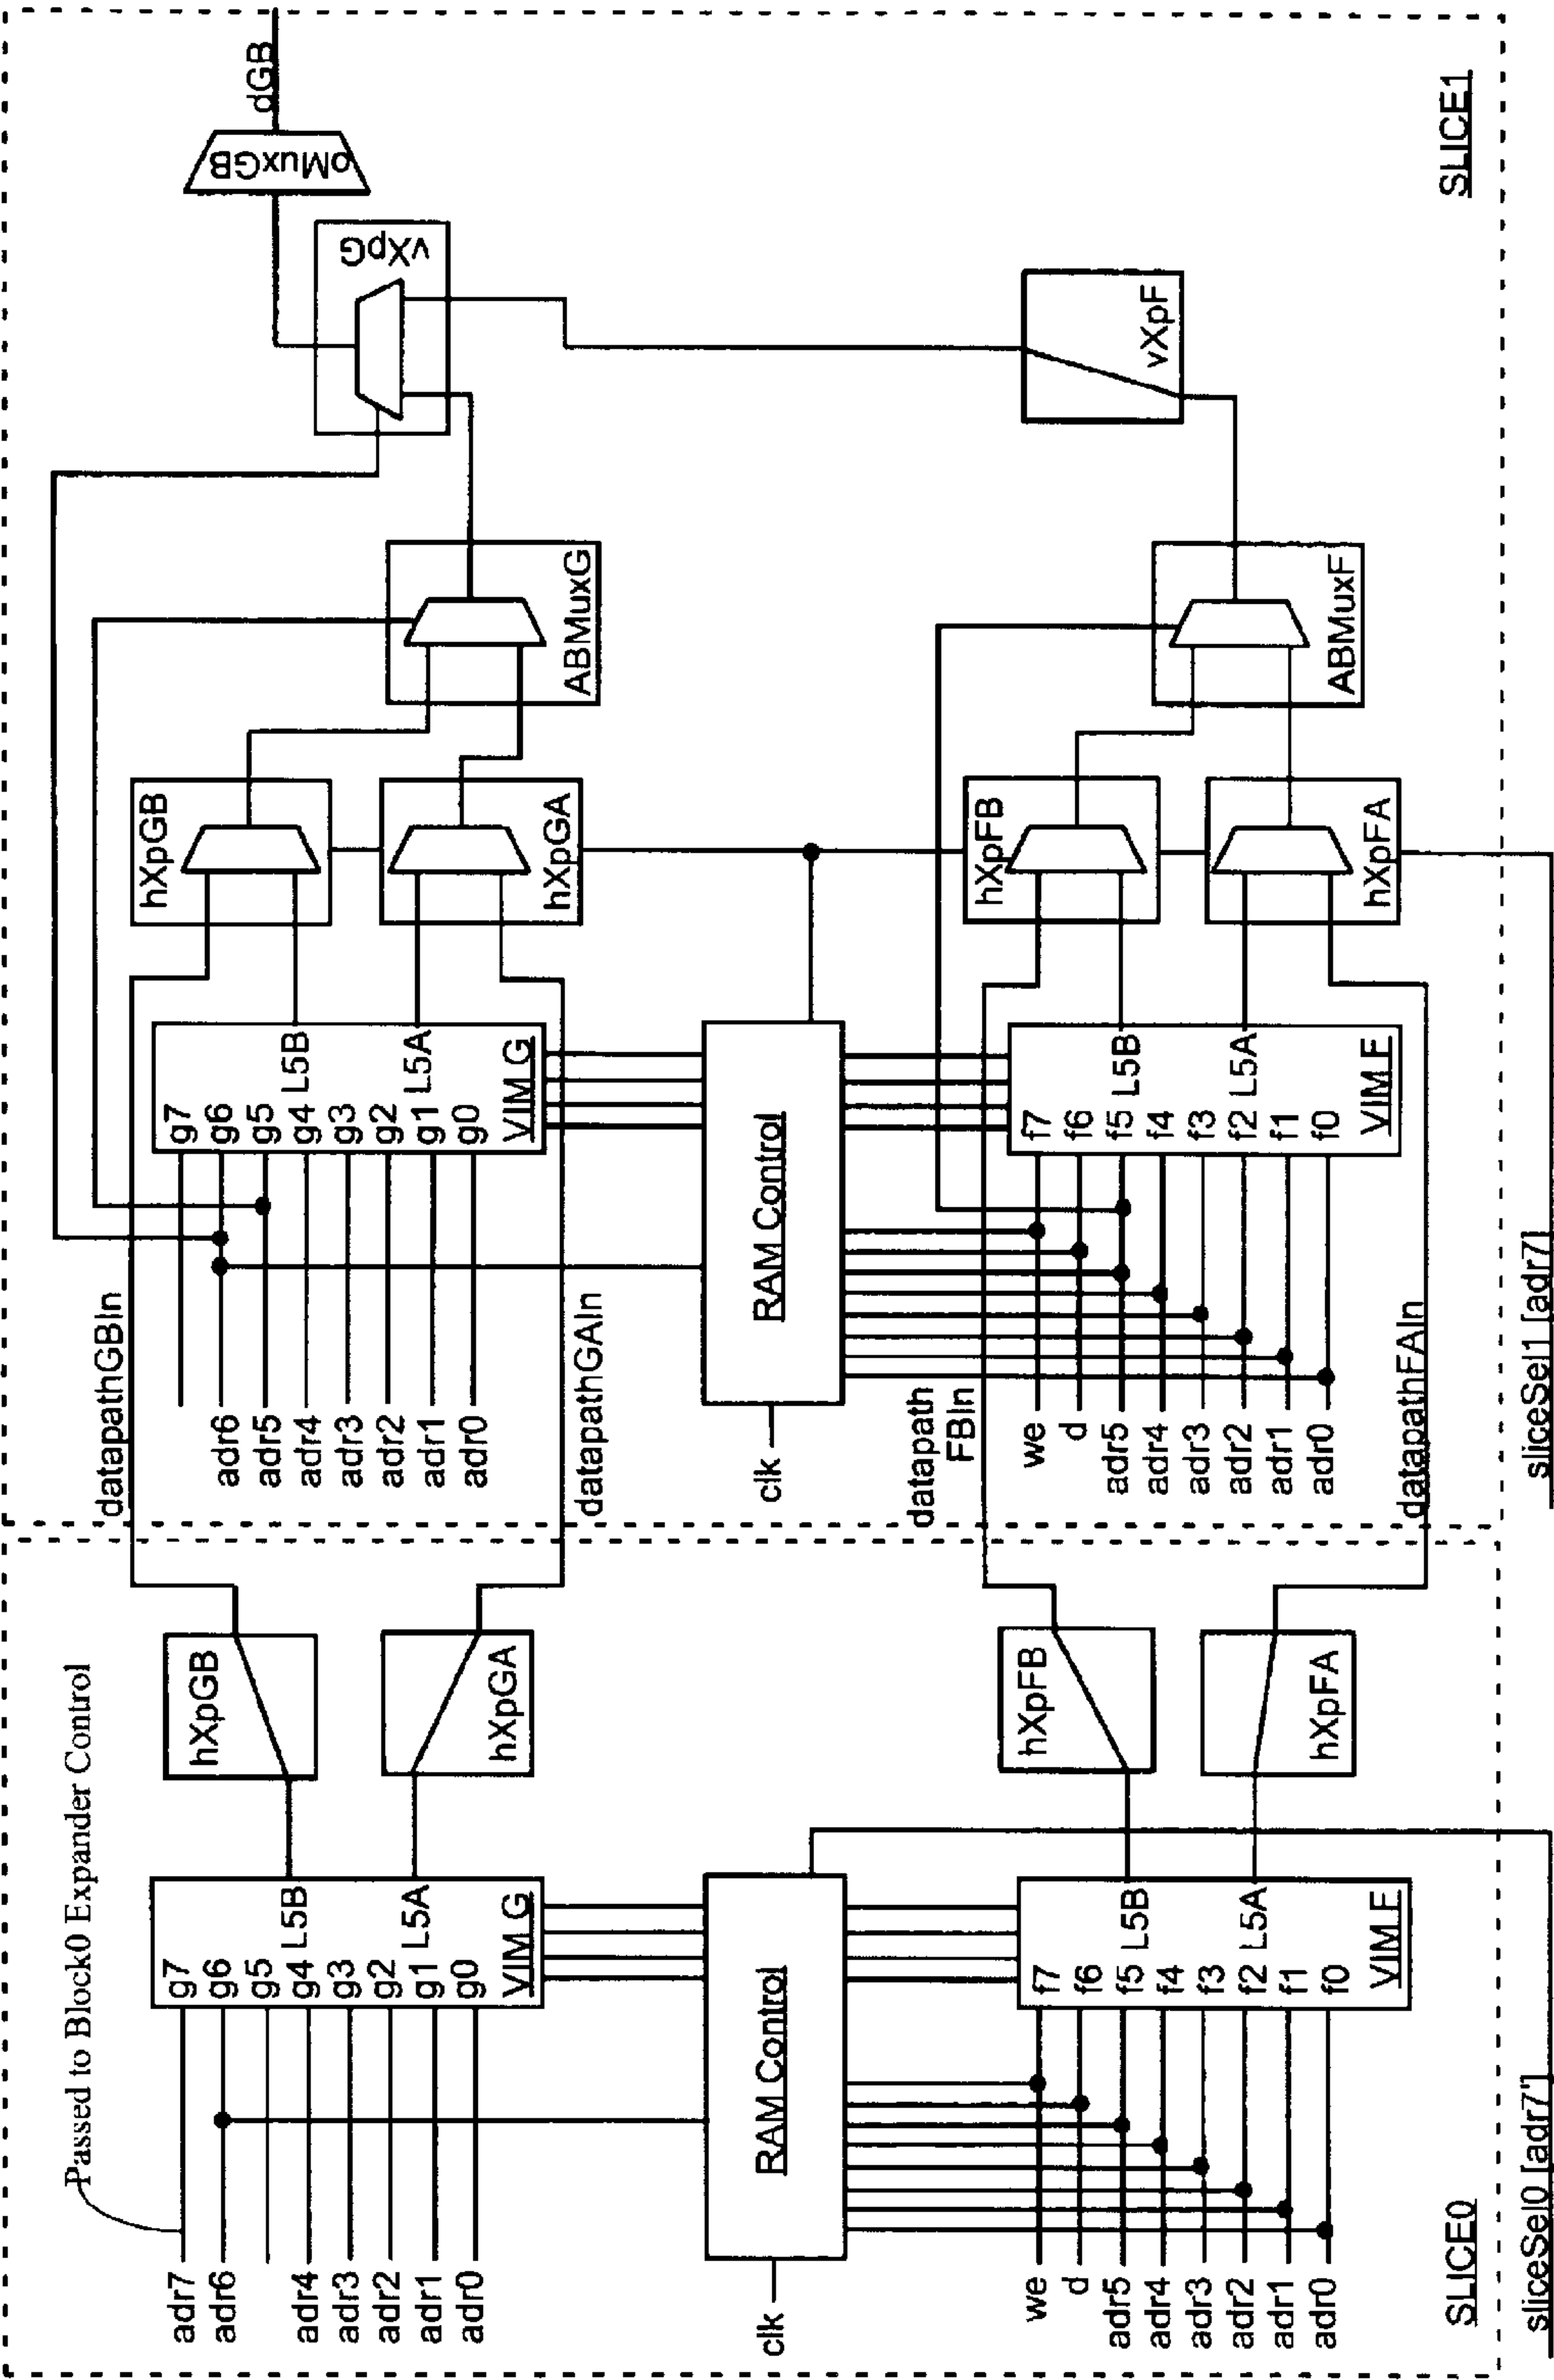 Passed to Block0 Expander Control
adr7
adr6
adr4
adr3
adr2
adr1
adr0
g7
g6
g5
g4
g3
g2
g1
g0
L5B
L5A
VIM G
hXpGB
hXpGA
clk
RAM Control
we
d
adr5
adr4
adr3
adr2
adr1
adr0
f7
f6
f5
f4
f3
f2
f1
f0
L5B
L5A
VIM F
hXpFB
hXpFA
SLICE0
sliceSel0 [adr7']
datapathGBIn
adr6
adr5
adr4
adr3
adr2
adr1
adr0
datapathGAIn
g7
g6
g5
g4
g3
g2
g1
g0
L5B
L5A
VIM G
hXpGB
hXpGA
ABMuxG
vXpG
oMuxGB
dGB
clk
RAM Control
datapath
FBIn
we
d
adr5
adr4
adr3
adr2
adr1
adr0
datapathFAIn
f7
f6
f5
f4
f3
f2
f1
f0
L5B
L5A
VIM F
hXpFB
hXpFA
ABMuxF
vXpF
SLICE1
sliceSel1 [adr7]